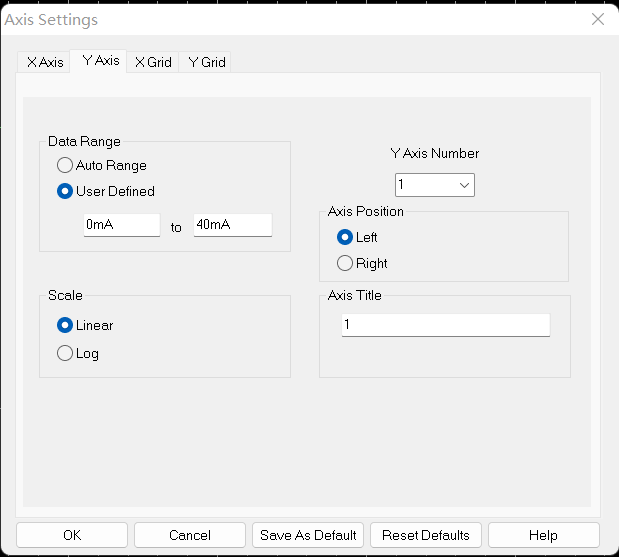 Axis Settings
X Axis
Y Axis
X Grid
Y Grid
Data Range
Auto Range
User Defined
0mA
to
40mA
Y Axis Number
1
Axis Position
Left
Right
Scale
Linear
Log
Axis Title
1
OK
Cancel
Save As Default
Reset Defaults
Help